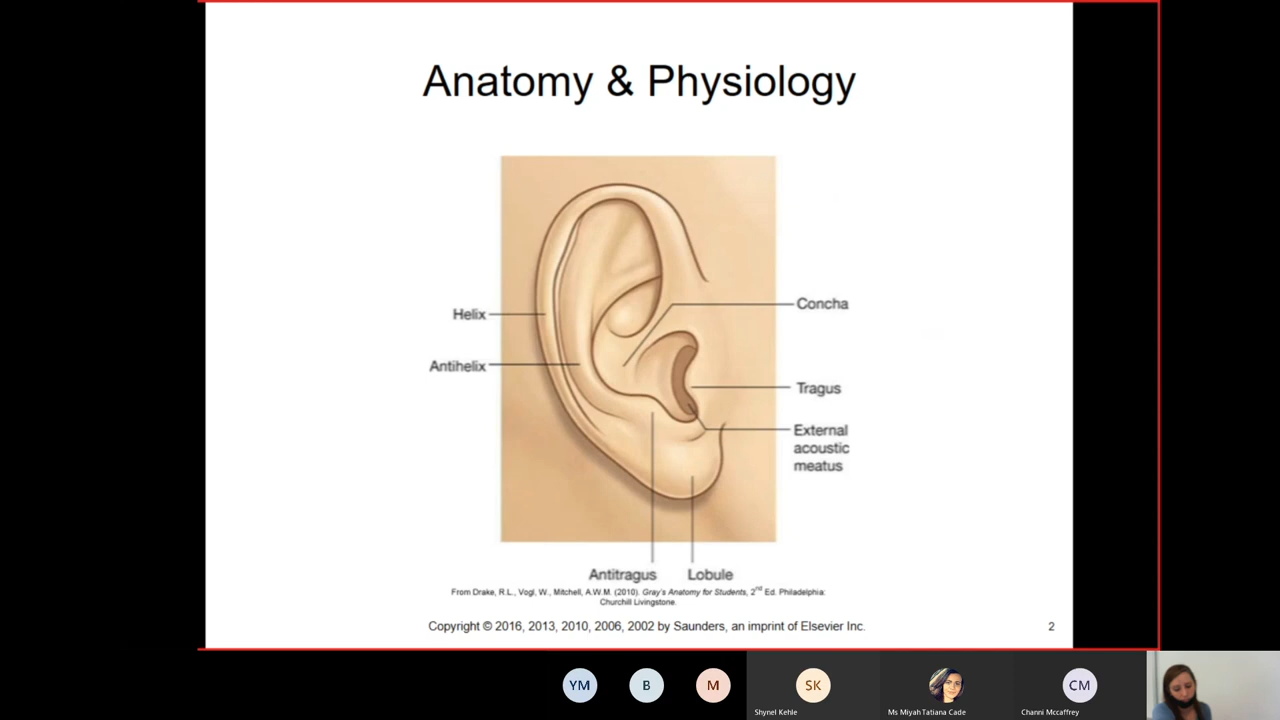 Anatomy & Physiology
Helix
Antihelix
Concha
Tragus
External
acoustic
meatus
Antitragus
Lobule
From Drake, R.L., Vogl, W., Mitchell, A.W.M. (2010). Gray's Anatomy for Students, 2nd Ed. Philadelphia:
Churchill Livingstone.
Copyright © 2016, 2013, 2010, 2006, 2002 by Saunders, an imprint of Elsevier Inc.
2
YM
B
M
SK
CM
Shynel Kehle
Ms Miyah Tatiana Cade
Channi Mccaffrey